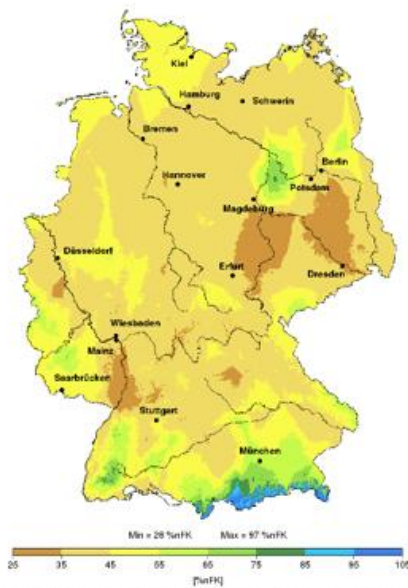 Kiel
Hamburg
Schwerin
Bremen
Berlin
Hannover
Potsdam
Magdeburg
Düsseldorf
Erfurt
Dresden
Wiesbaden
Mainz
Saarbrücken
Stuttgart
München
Min = 26 %nFK Max = 97 %nFK
25 35 45 55 65 75 85 95 105
[%nFK]